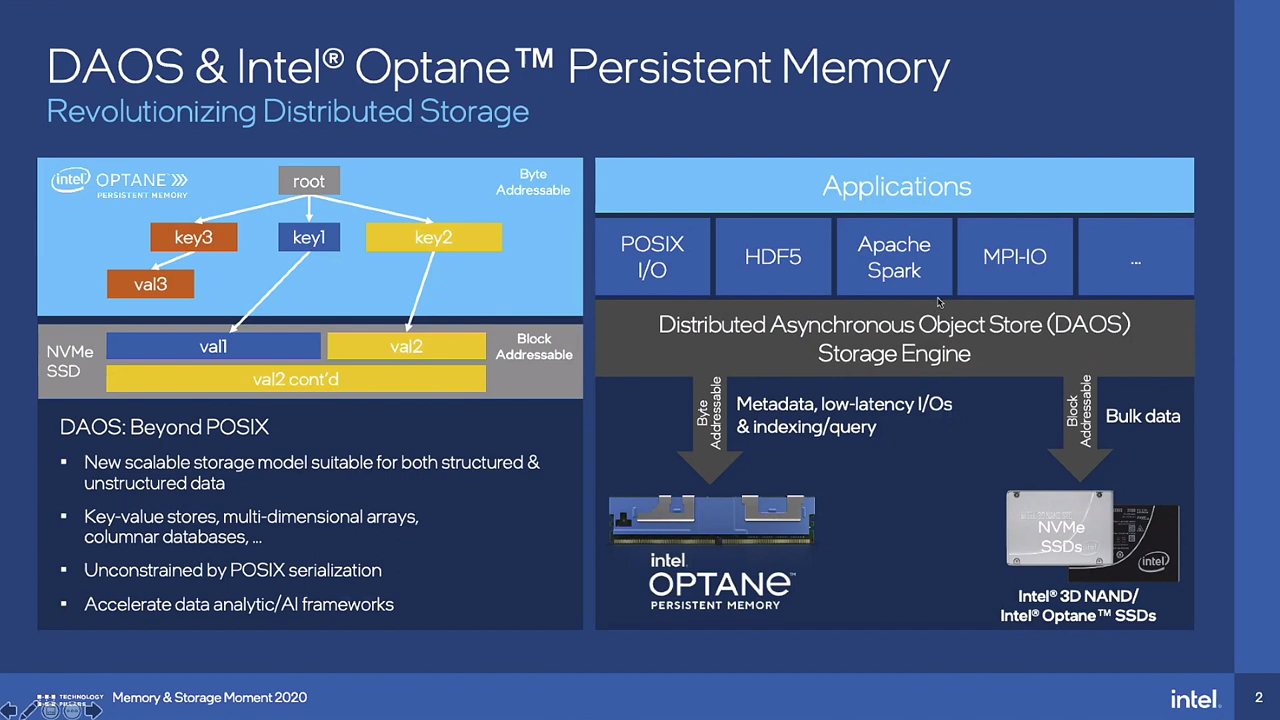 DAOS & Intel® Optane™ Persistent Memory
Revolutionizing Distributed Storage
intel OPTANE
PERSISTENT MEMORY
root
Byte
Addressable
key3
key1
key2
val3
NVMe
SSD
val1
val2
Block
Addressable
val2 cont'd
DAOS: Beyond POSIX
▪ New scalable storage model suitable for both structured &
unstructured data
▪ Key-value stores, multi-dimensional arrays,
columnar databases, ...
▪ Unconstrained by POSIX serialization
▪ Accelerate data analytic/AI frameworks
Applications
POSIX
I/O
HDF5
Apache
Spark
MPI-IO
...
Distributed Asynchronous Object Store (DAOS)
Storage Engine
Byte
Addressable
Metadata, low-latency I/Os
& indexing/query
Block
Addressable
Bulk data
intel
OPTANE™
PERSISTENT MEMORY
NVMe
SSDs
intel
Intel® 3D NAND/
Intel® Optane™ SSDs
TECHNOLOGY
Memory & Storage Moment 2020
intel.
2